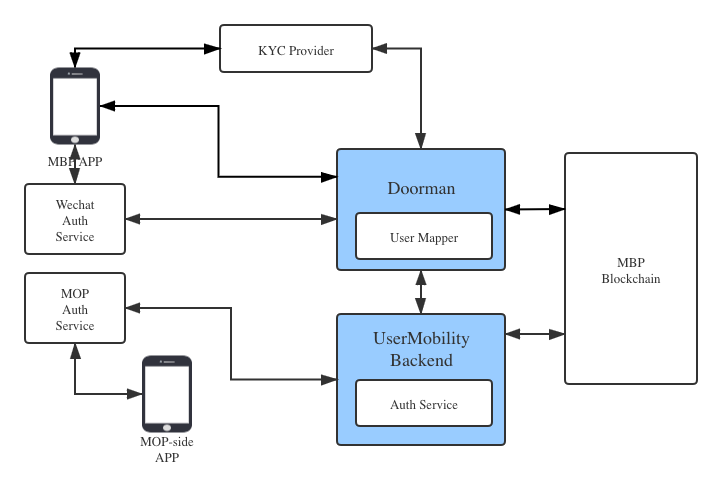 KYC Provider
MBP APP
Wechat
Auth
Service
Doorman
User Mapper
MBP
Blockchain
MOP
Auth
Service
UserMobility
Backend
Auth Service
MOP-side
APP